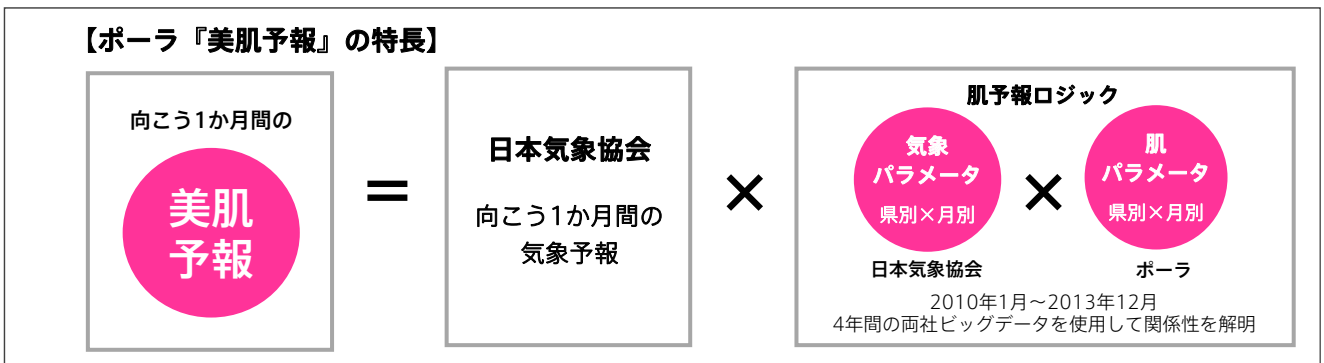 【ポーラ『美肌予報』の特長】
向こう1か月間の
美肌
予報
＝
日本気象協会
向こう1か月間の
気象予報
×
肌予報ロジック
気象
パラメータ
県別×月別
日本気象協会
×
肌
パラメータ
県別×月別
ポーラ
2010年1月～2013年12月
4年間の両社ビッグデータを使用して関係性を解明